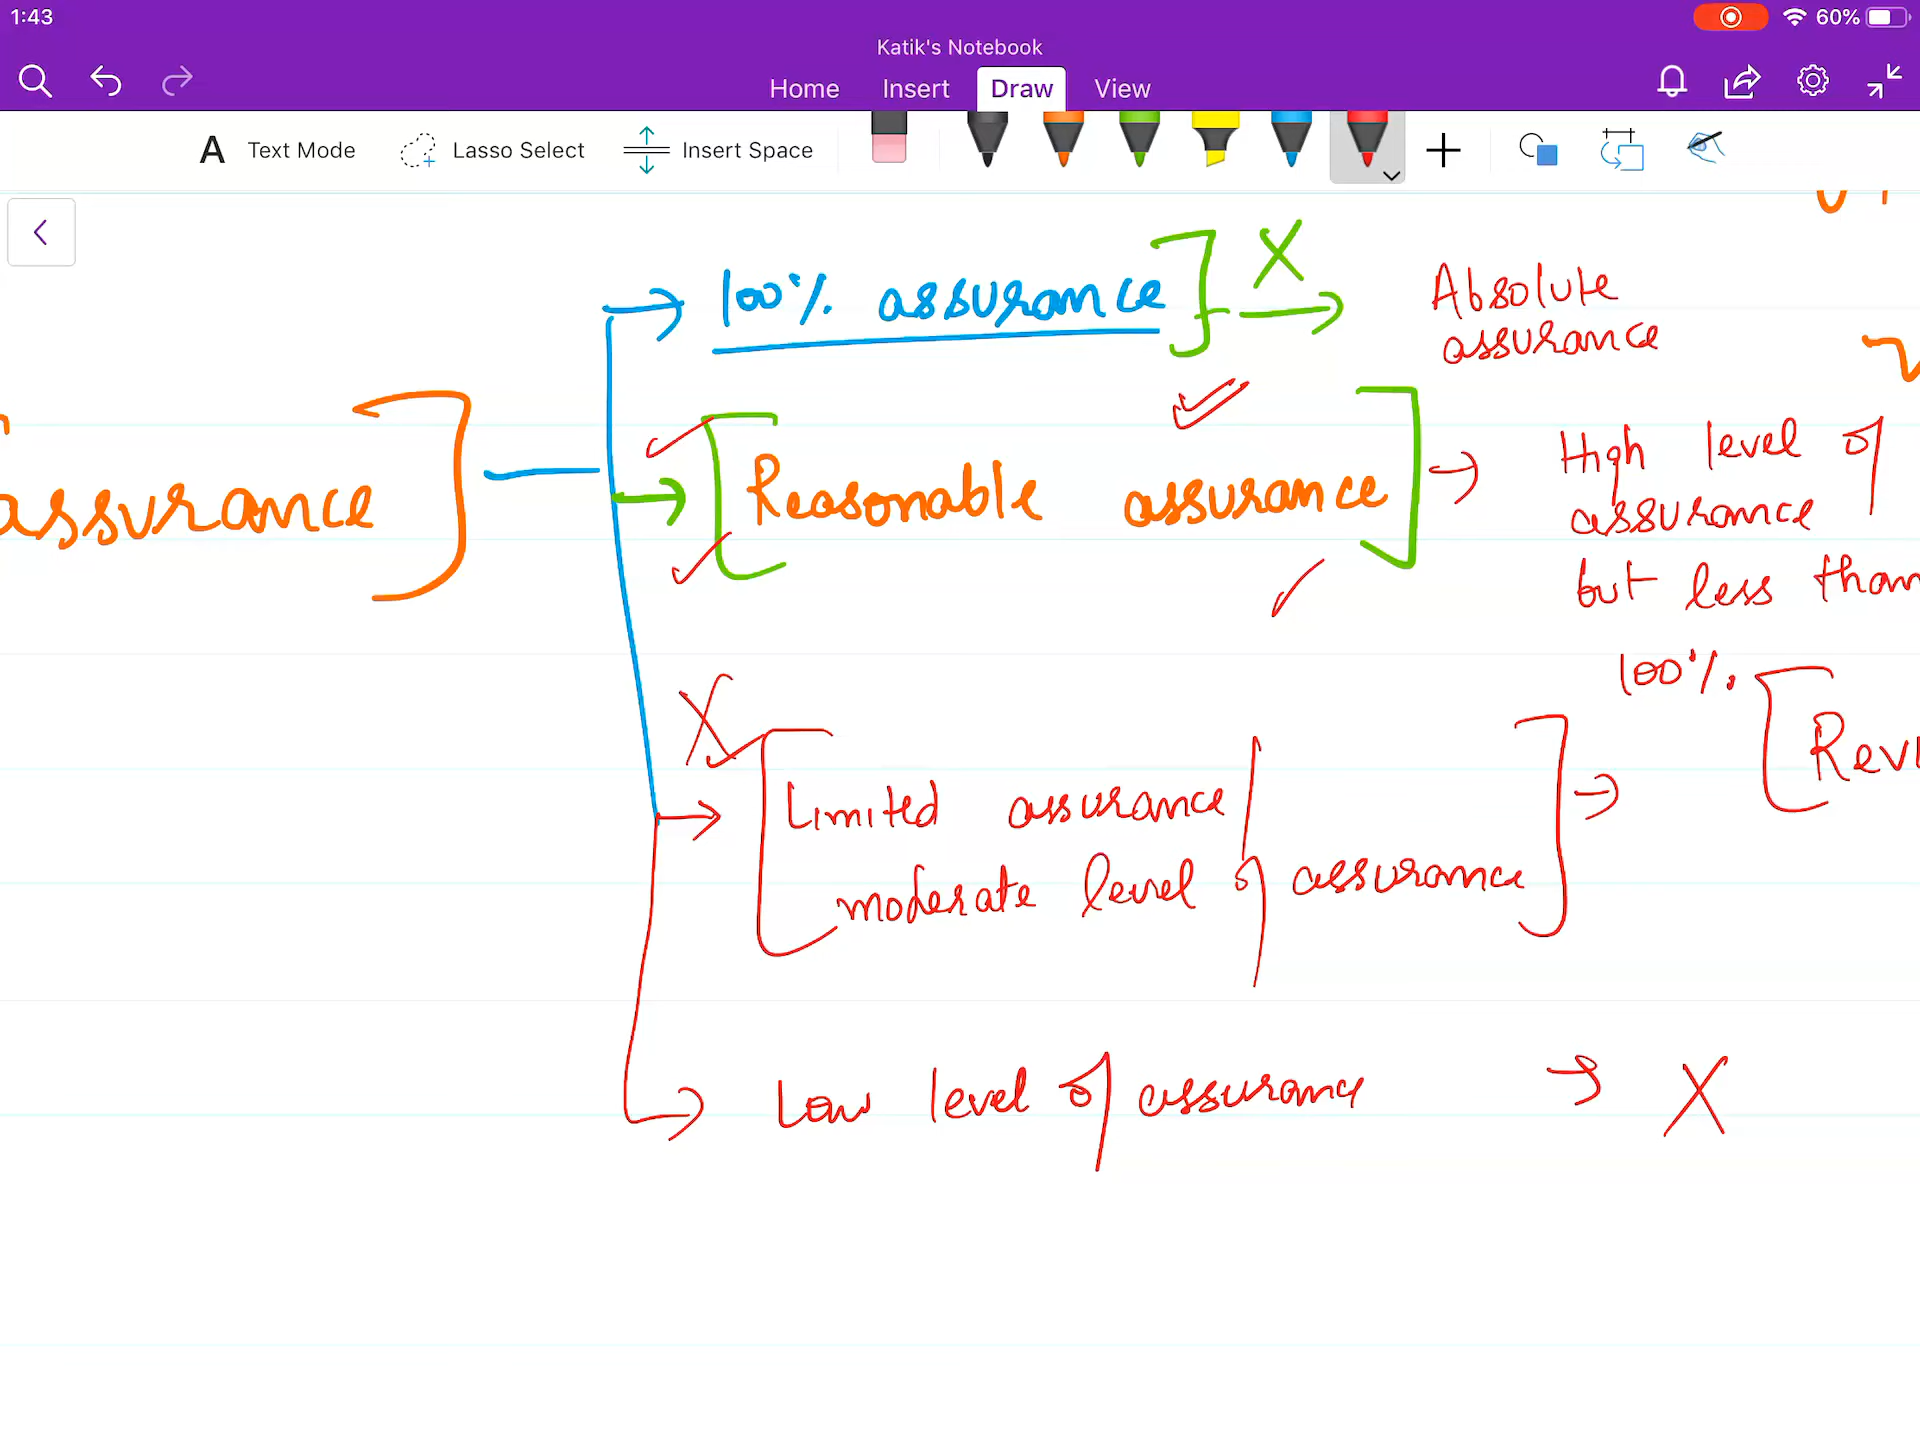 1:43
60%
Katik's Notebook
Home Insert Draw View
A Text Mode Lasso Select Insert Space
100% assurance] X → Absolute
assurance
assurance] → [Reasonable assurance] → High level of
assurance
but less than
100%
X → [Limited assurance/ → [
moderate level of assurance]
→ Low level of assurance → X